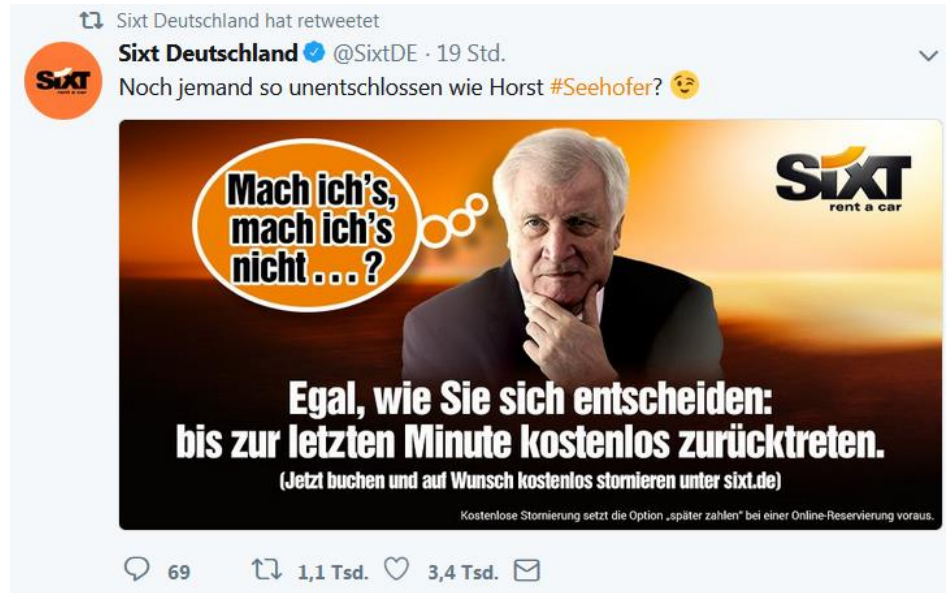 Sixt Deutschland hat retweetet
Sixt Deutschland @SixtDE · 19 Std.
Noch jemand so unentschlossen wie Horst #Seehofer? 😉
SIXT
rent a car
Mach ich's,
mach ich's
nicht . . . ?
SIXT
rent a car
Egal, wie Sie sich entscheiden:
bis zur letzten Minute kostenlos zurücktreten.
(Jetzt buchen und auf Wunsch kostenlos stornieren unter sixt.de)
Kostenlose Stornierung setzt die Option „später zahlen“ bei einer Online-Reservierung voraus.
69 1,1 Tsd. 3,4 Tsd.